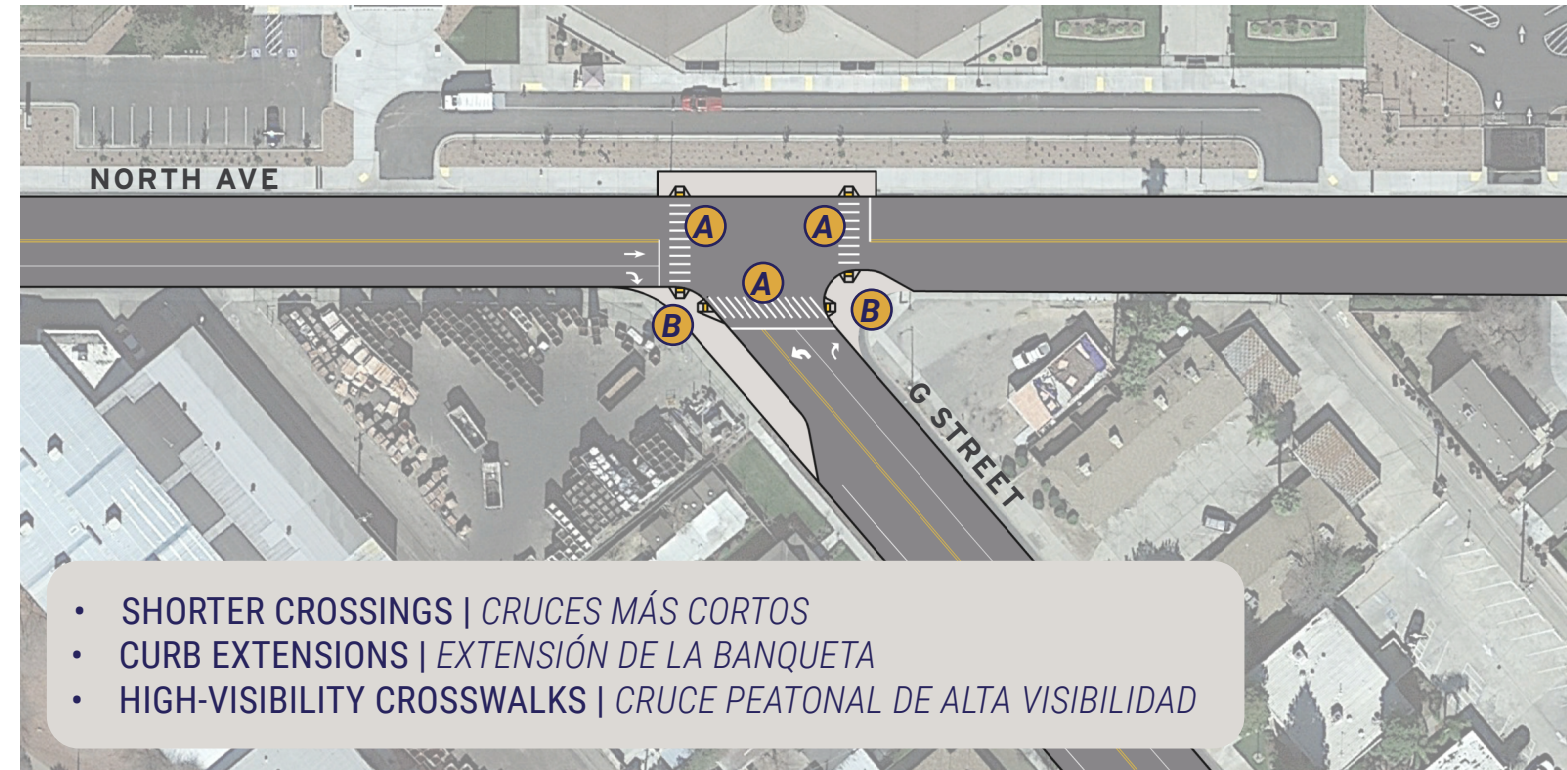 NORTH AVE
A
A
A
B
B
G STREET
• SHORTER CROSSINGS | CRUCES MÁS CORTOS
• CURB EXTENSIONS | EXTENSIÓN DE LA BANQUETA
• HIGH-VISIBILITY CROSSWALKS | CRUCE PEATONAL DE ALTA VISIBILIDAD